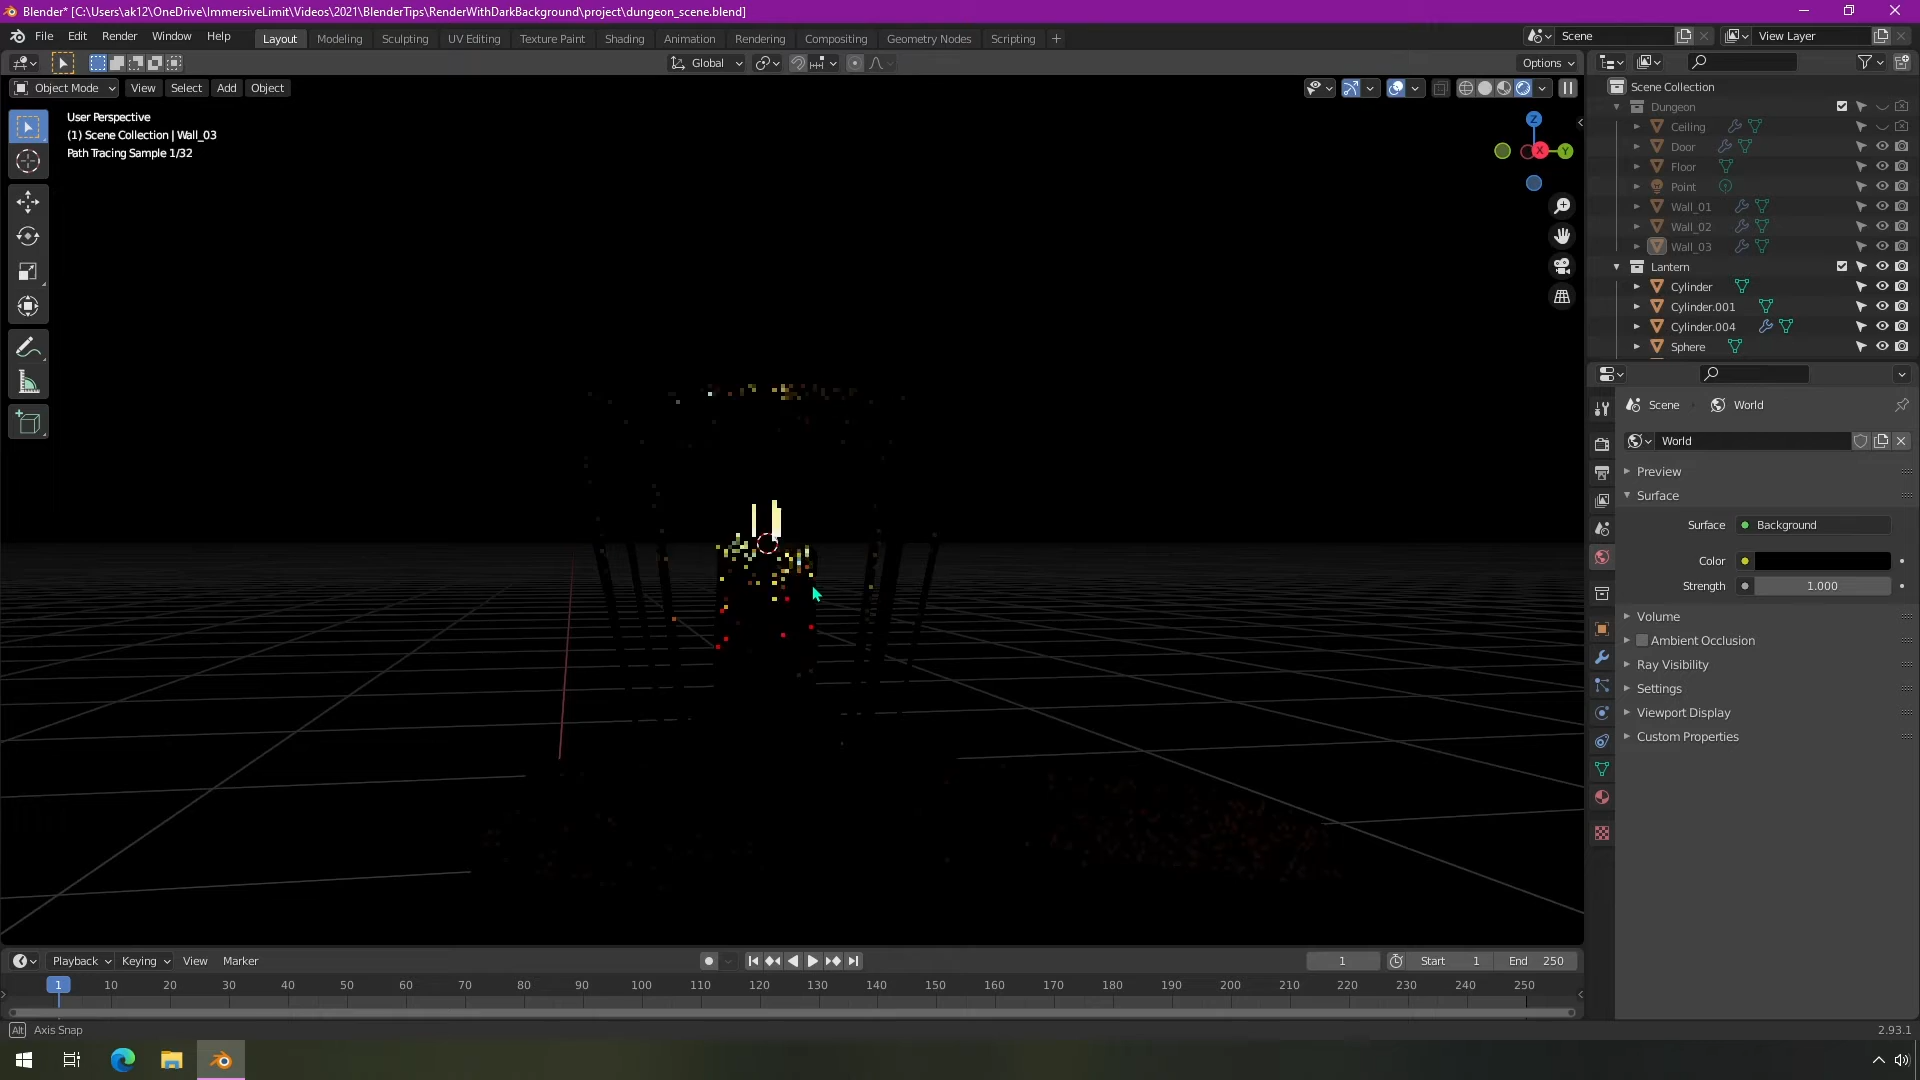 Blender* [C:\Users\ak12\OneDrive\ImmersiveLimit\Videos\2021\BlenderTips\RenderWithDarkBackground\project\dungeon_scene.blend]
File Edit Render Window Help Layout Modeling Sculpting UV Editing Texture Paint Shading Animation Rendering Compositing Geometry Nodes Scripting + Scene View Layer
Global Options
Object Mode View Select Add Object
User Perspective
(1) Scene Collection | Wall_03
Path Tracing Sample 1/32
Z
X
Y
Scene Collection
Dungeon
Ceiling
Door
Floor
Point
Wall_01
Wall_02
Wall_03
Lantern
Cylinder
Cylinder.001
Cylinder.004
Sphere
Scene World
World
Preview
Surface
Surface Background
Color
Strength 1.000
Volume
Ambient Occlusion
Ray Visibility
Settings
Viewport Display
Custom Properties
Playback Keying View Marker 1 Start 1 End 250
1 10 20 30 40 50 60 70 80 90 100 110 120 130 140 150 160 170 180 190 200 210 220 230 240 250
Alt Axis Snap 2.93.1